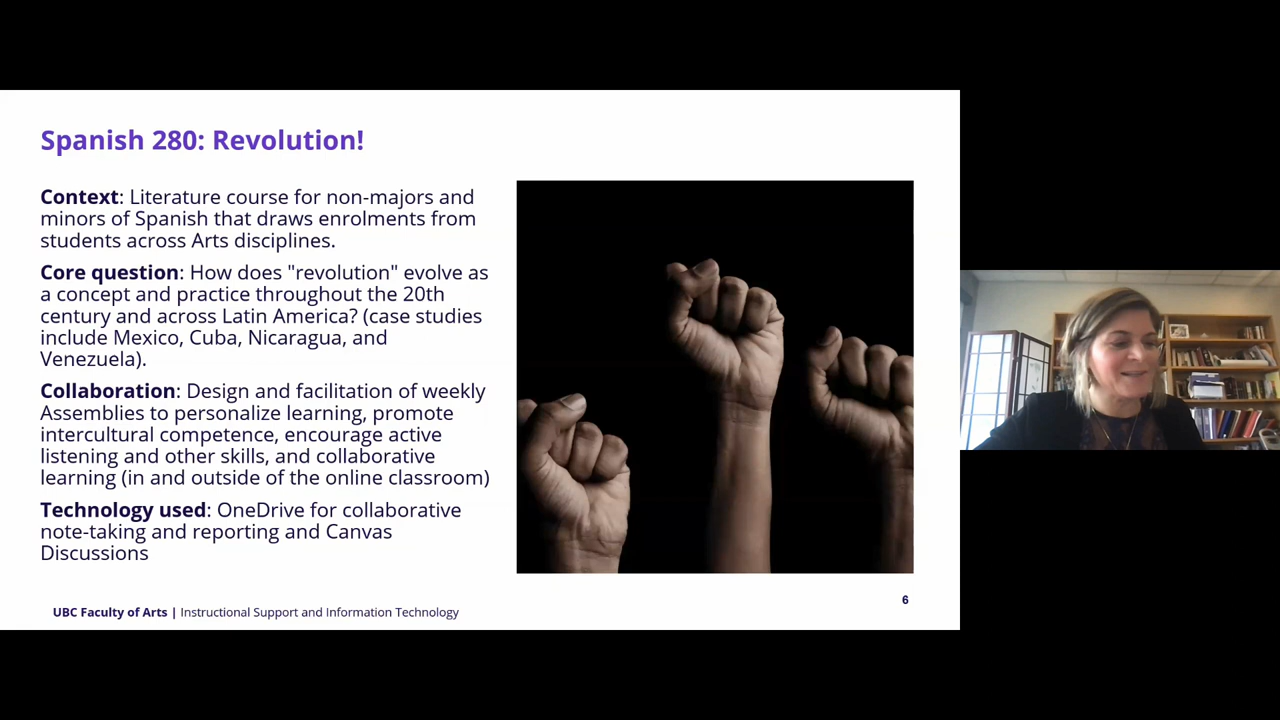 Spanish 280: Revolution!
Context: Literature course for non-majors and
minors of Spanish that draws enrolments from
students across Arts disciplines.
Core question: How does "revolution" evolve as
a concept and practice throughout the 20th
century and across Latin America? (case studies
include Mexico, Cuba, Nicaragua, and
Venezuela).
Collaboration: Design and facilitation of weekly
Assemblies to personalize learning, promote
intercultural competence, encourage active
listening and other skills, and collaborative
learning (in and outside of the online classroom)
Technology used: OneDrive for collaborative
note-taking and reporting and Canvas
Discussions
6
UBC Faculty of Arts | Instructional Support and Information Technology